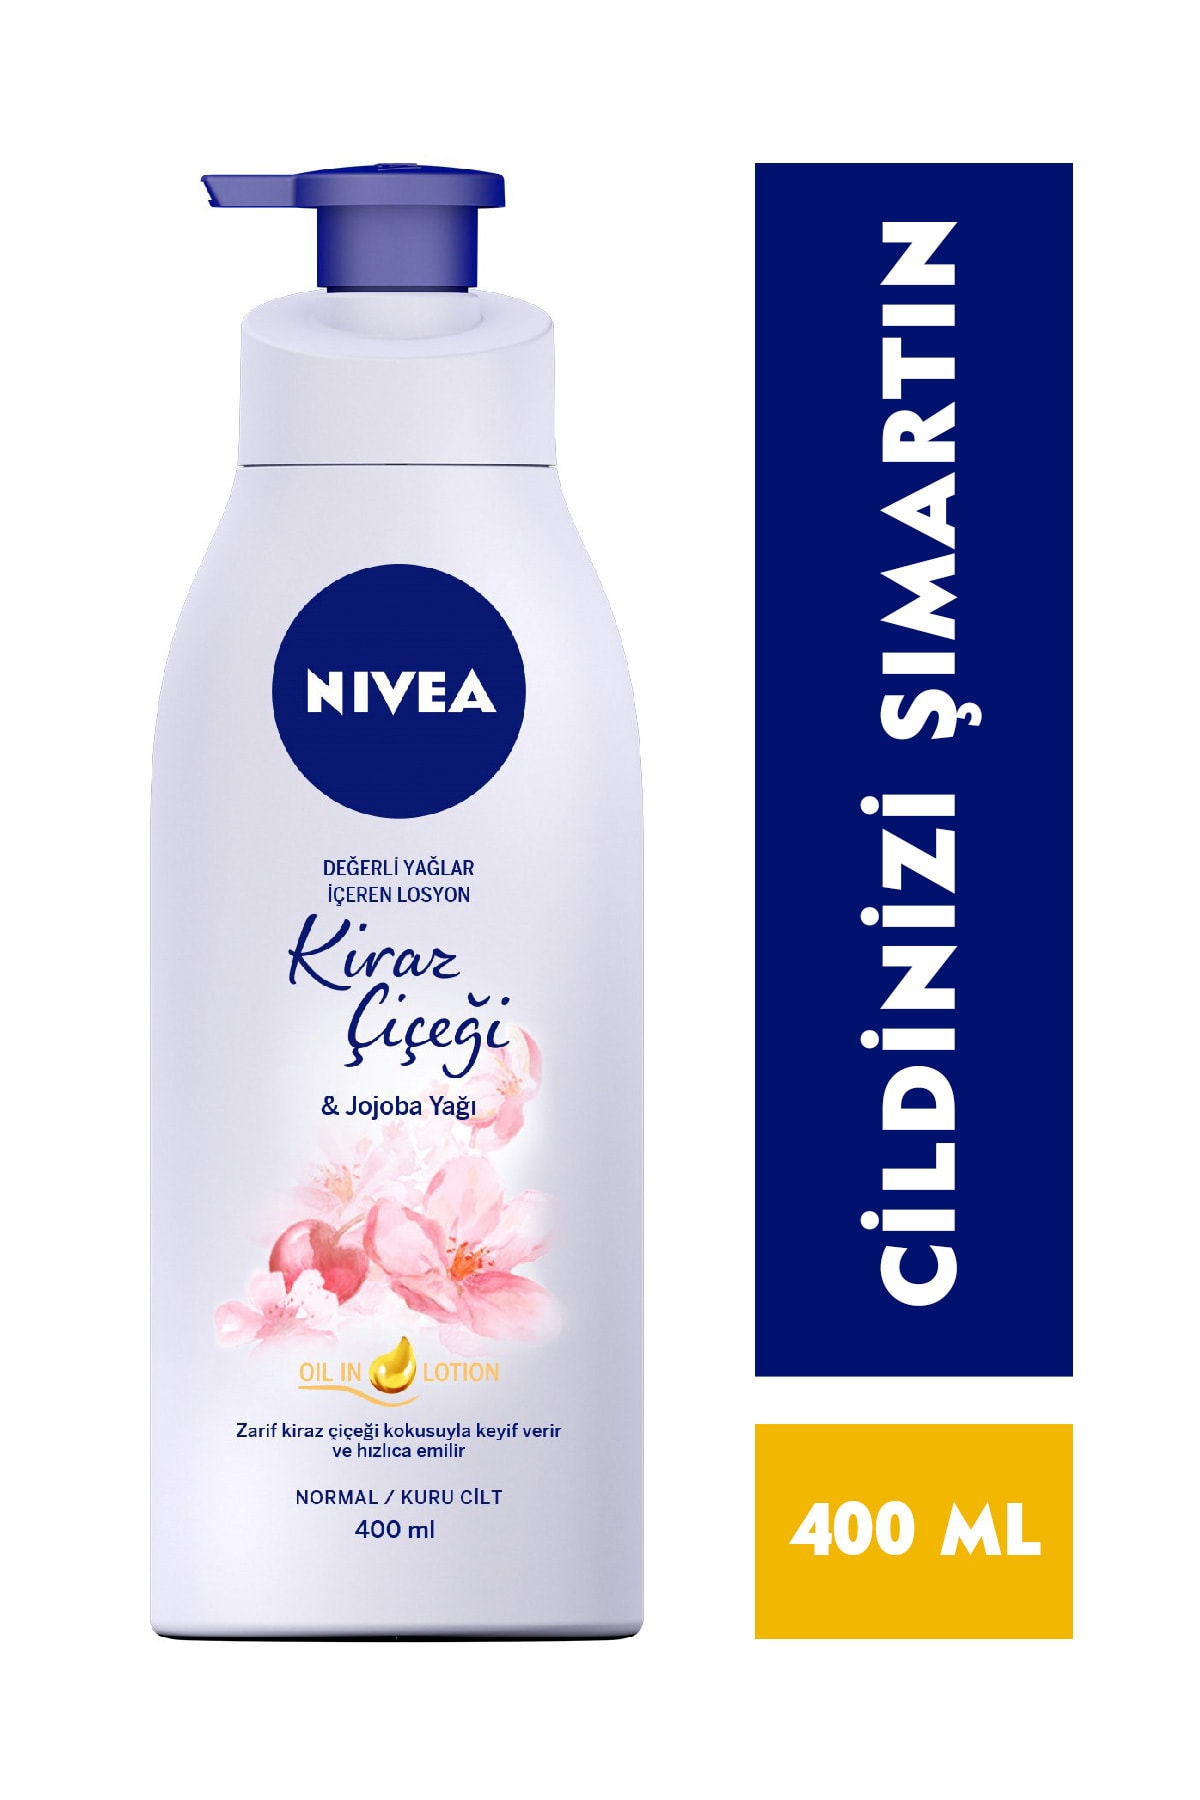 NIVEA
DEĞERLİ YAĞLAR
İÇEREN LOSYON
Kiraz
Çiçeği
& Jojoba Yağı
OIL IN LOTION
Zarif kiraz çiçeği kokusuyla keyif verir
ve hızlıca emilir
NORMAL / KURU CİLT
400 ml
CİLDİNİZİ ŞIMARTIN
400 ML